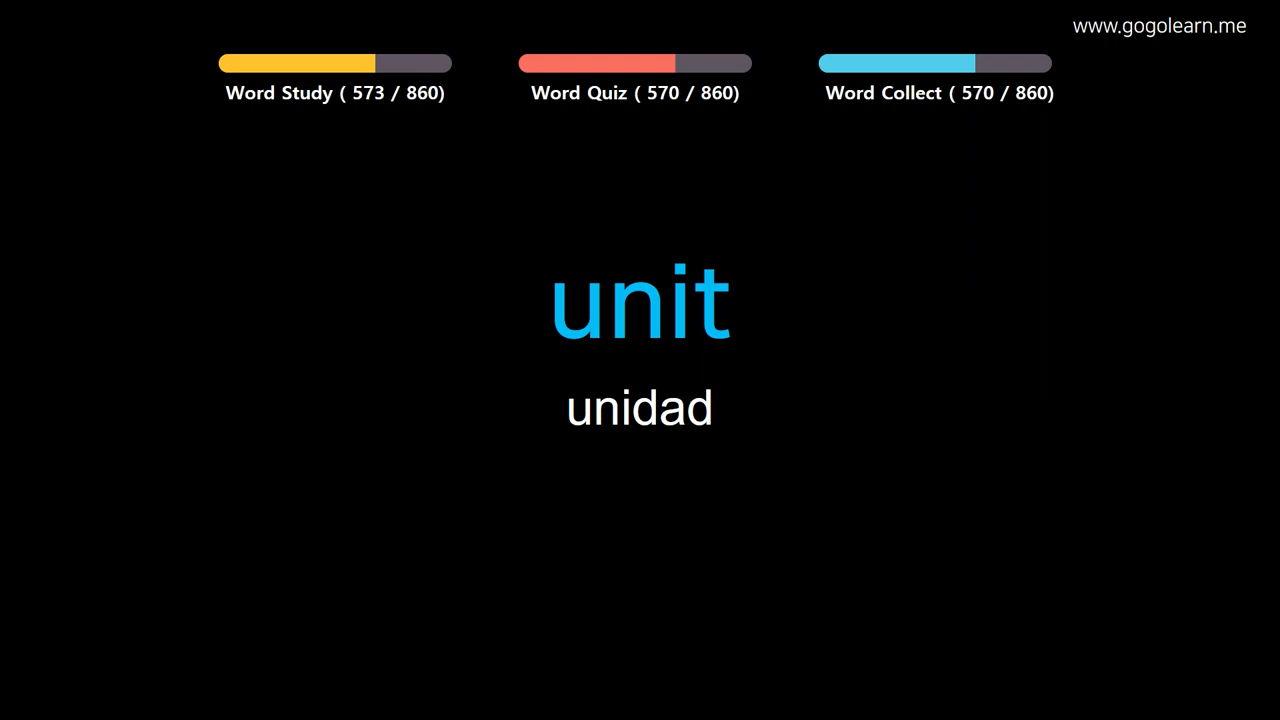 www.gogolearn.me
Word Study ( 573 / 860)
Word Quiz ( 570 / 860)
Word Collect ( 570 / 860)
unit
unidad